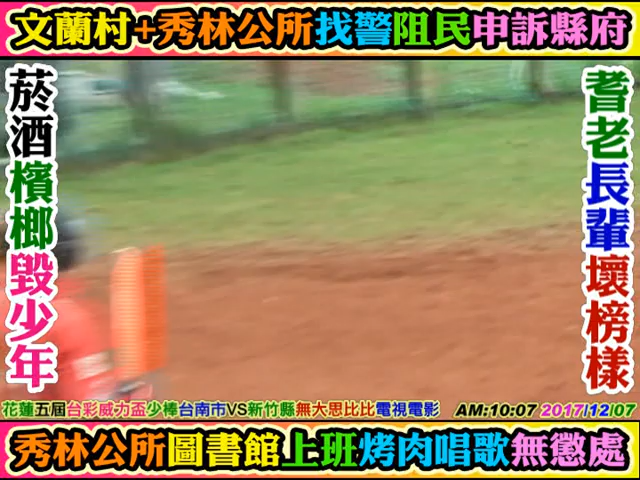 文蘭村+秀林公所找警阻民申訴縣府
菸酒檳榔毀少年
耆老長輩壞榜樣
花蓮五屆台彩威力盃少棒台南市VS新竹縣無大思比比電視電影 AM:10:07 2017/12/07
秀林公所圖書館上班烤肉唱歌無懲處